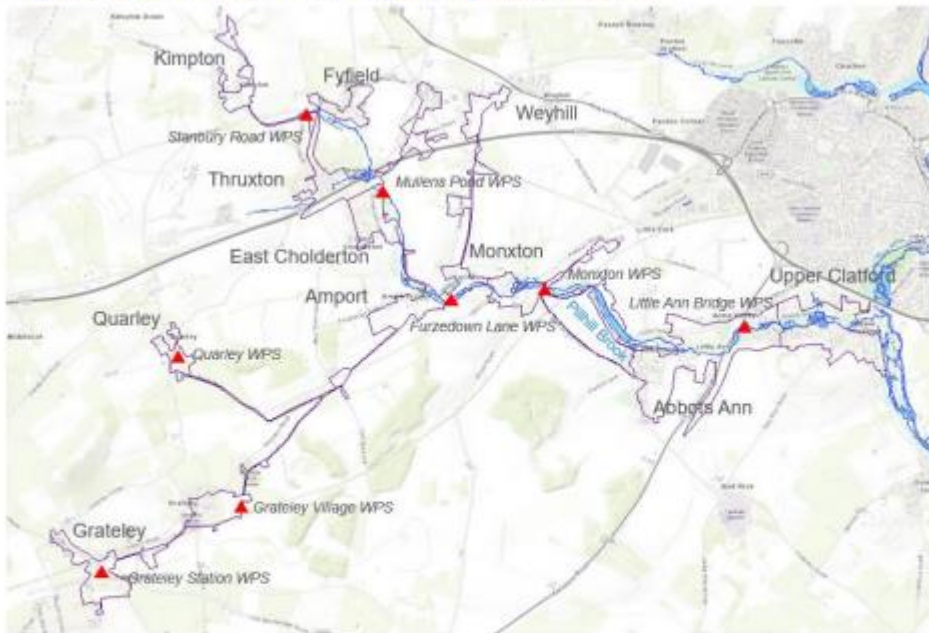 Kimpton
Fyfield
Weyhill
Stanbury Road WPS
Thruxton
Mullens Pond WPS
East Cholderton
Monxton
Amport
Monxton WPS
Upper Clatford
Little Ann Bridge WPS
Quarley
Furzedown Lane WPS
Pillhill Brook
Quarley WPS
Abbots Ann
Grateley Village WPS
Grateley
Grateley Station WPS